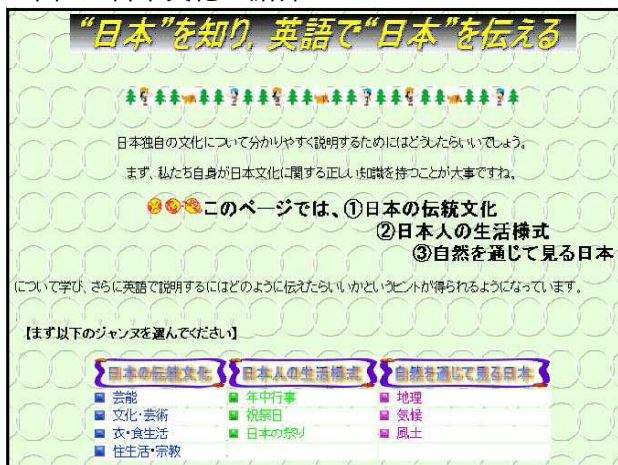 “日本”を知り, 英語で“日本”を伝える
日本独自の文化について分かりやすく説明するためにはどうしたらいいでしょう。
まず、私たち自身が日本文化に関する正しい知識を持つことが大事ですね。
このページでは、①日本の伝統文化
②日本人の生活様式
③自然を通じて見る日本
について学び、さらに英語で説明するにはどのように伝えたらいいかというヒントが得られるようになっています。
【まず以下のジャンヌを選んでください】
日本の伝統文化 日本人の生活様式 自然を通じて見る日本
芸能 年中行事 地理
文化・芸術 祝祭日 気候
衣・食生活 日本の祭り 風土
住生活・宗教